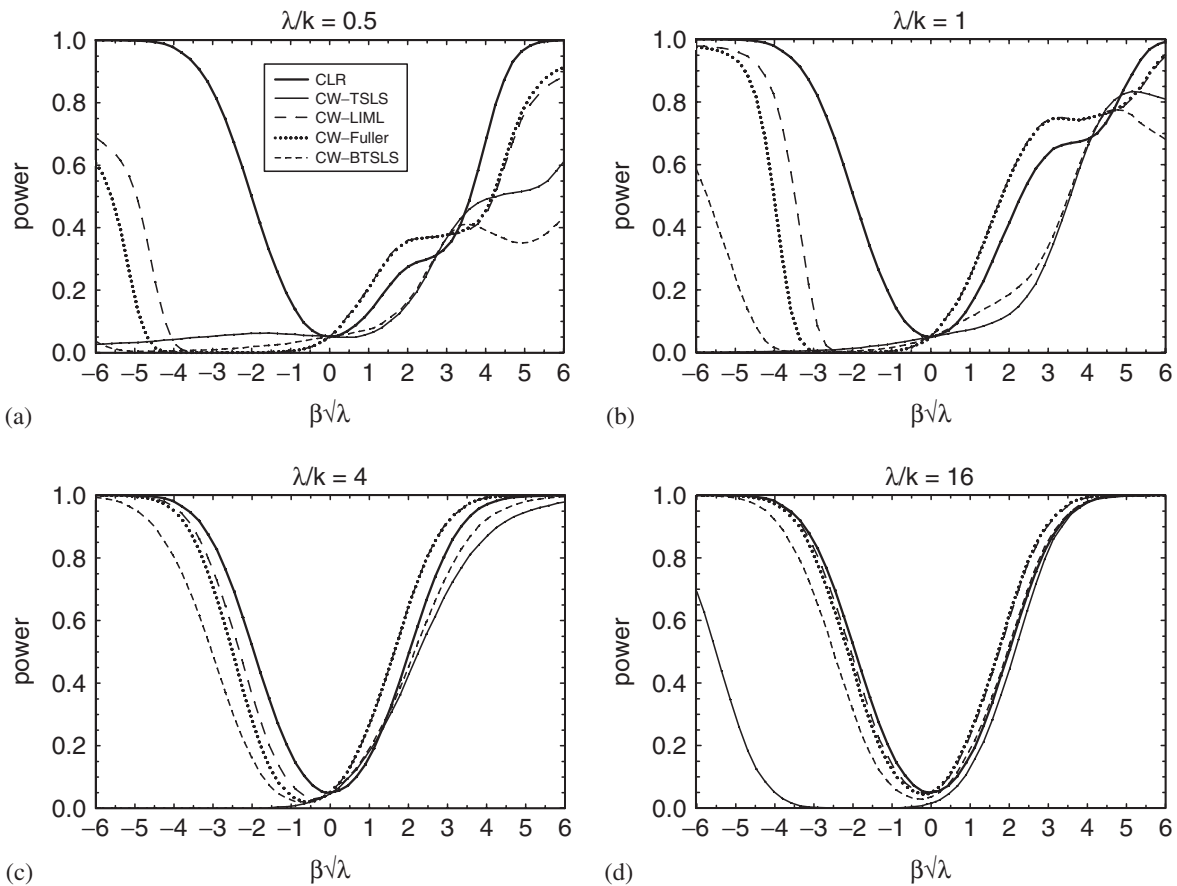 λ/k = 0.5
1.0
0.8
0.6
0.4
0.2
0.0
power
CLR
CW–TSLS
CW–LIML
CW–Fuller
CW–BTSLS
–6 –5 –4 –3 –2 –1 0 1 2 3 4 5 6
(a)
β√λ
λ/k = 1
1.0
0.8
0.6
0.4
0.2
0.0
power
–6 –5 –4 –3 –2 –1 0 1 2 3 4 5 6
(b)
β√λ
λ/k = 4
1.0
0.8
0.6
0.4
0.2
0.0
power
–6 –5 –4 –3 –2 –1 0 1 2 3 4 5 6
(c)
β√λ
λ/k = 16
1.0
0.8
0.6
0.4
0.2
0.0
power
–6 –5 –4 –3 –2 –1 0 1 2 3 4 5 6
(d)
β√λ